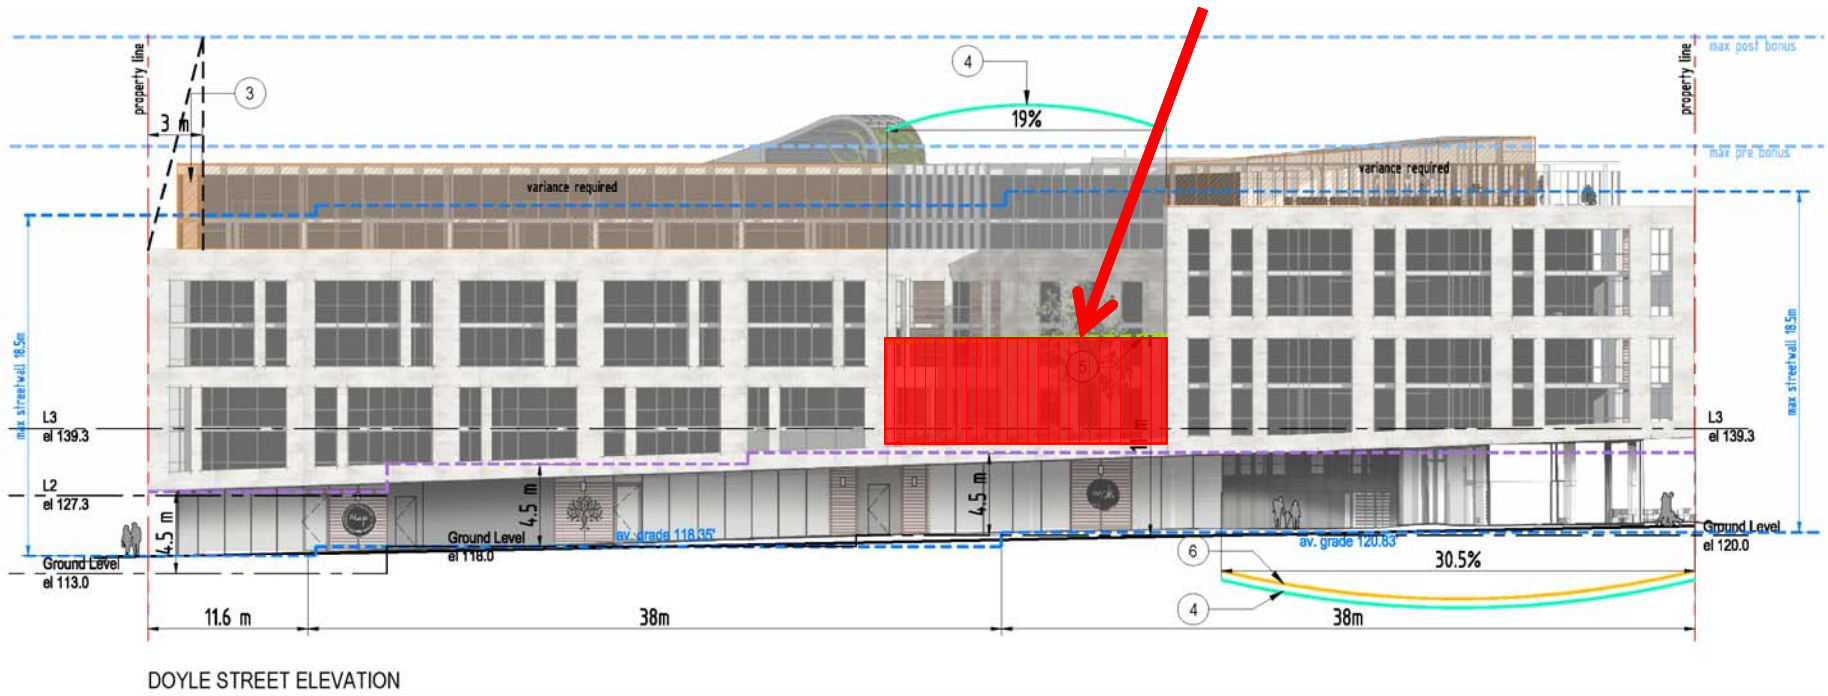 max post bonus
property line
property line
4
3
3 m
19%
max pre bonus
variance required
variance required
max streetwall 18.5m
max streetwall 18.5m
5
L3
el 139.3
L3
el 139.3
L2
el 127.3
4.5 m
4.5 m
4.5 m
Ground Level
el 118.0
av. grade 118.35'
av. grade 120.83'
Ground Level
el 120.0
Ground Level
el 113.0
6
30.5%
4
11.6 m
38m
38m
DOYLE STREET ELEVATION